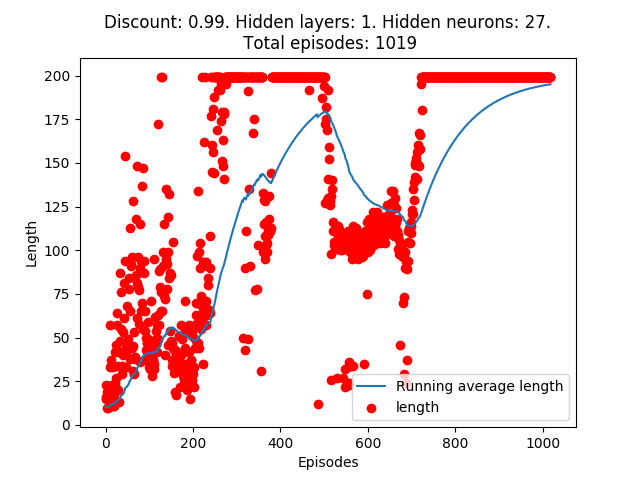 Discount: 0.99. Hidden layers: 1. Hidden neurons: 27.
Total episodes: 1019
200
175
150
125
100
75
50
25
0
Length
0 200 400 600 800 1000
Episodes
Running average length
length